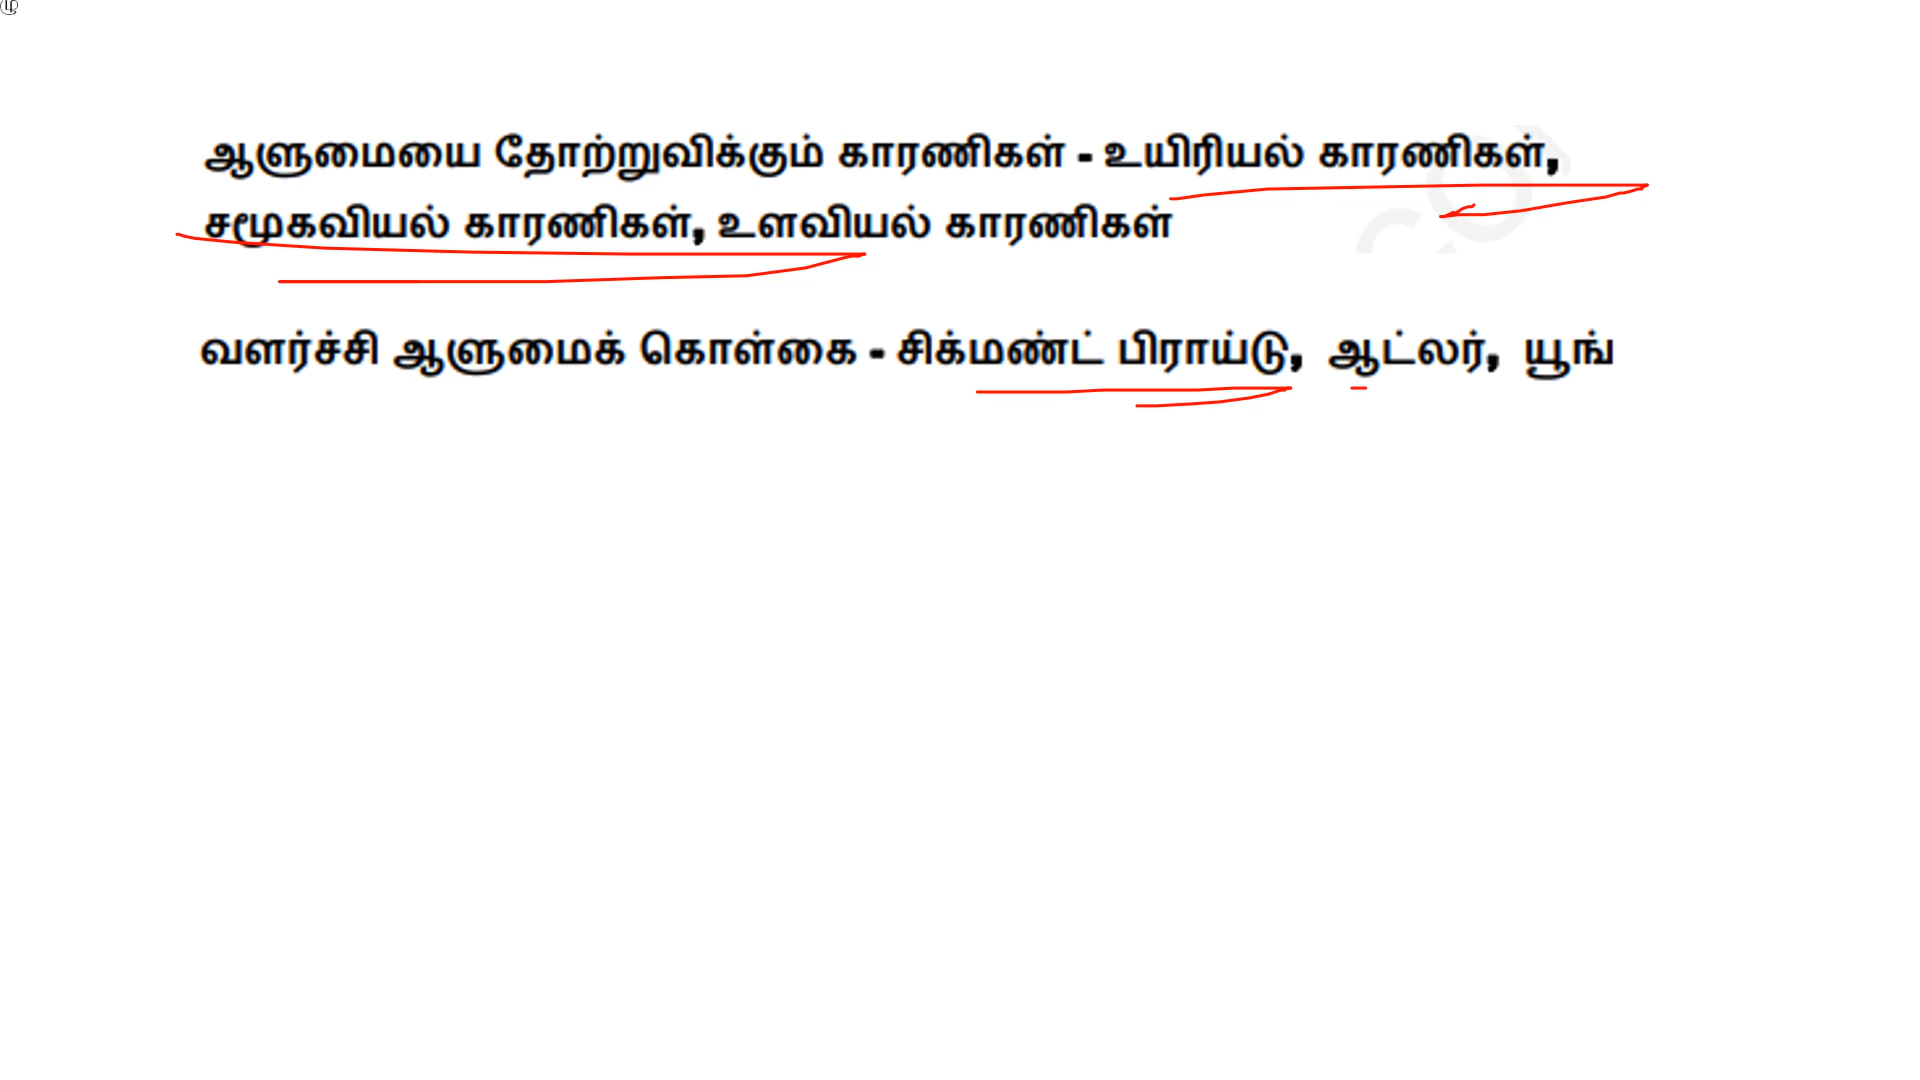 ஆளுமையை தோற்றுவிக்கும் காரணிகள் - உயிரியல் காரணிகள்,
சமூகவியல் காரணிகள், உளவியல் காரணிகள்
வளர்ச்சி ஆளுமைக் கொள்கை - சிக்மண்ட் பிராய்டு, ஆட்லர், யூங்